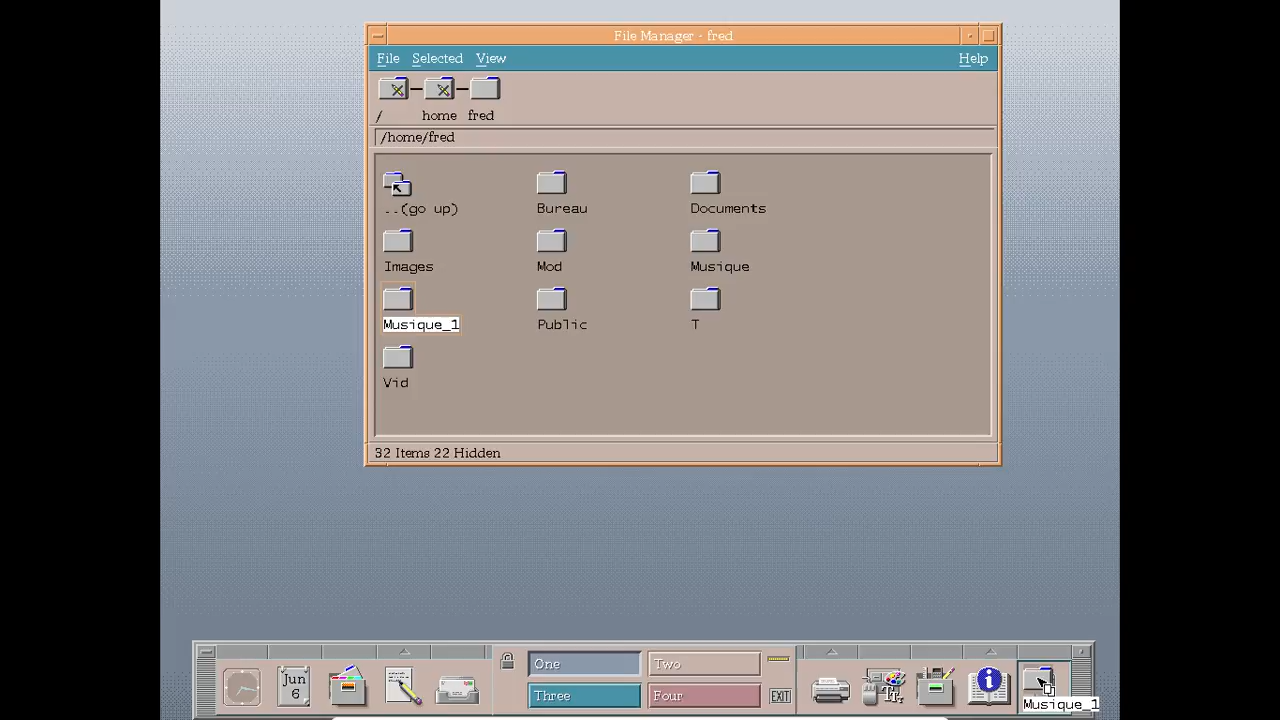 File Manager - fred
File Selected View Help
/ home fred
/home/fred
..(go up) Bureau Documents
Images Mod Musique
Musique_1 Public T
Vid
32 Items 22 Hidden
One Two
Jun
6
Three Four EXIT
Musique_1